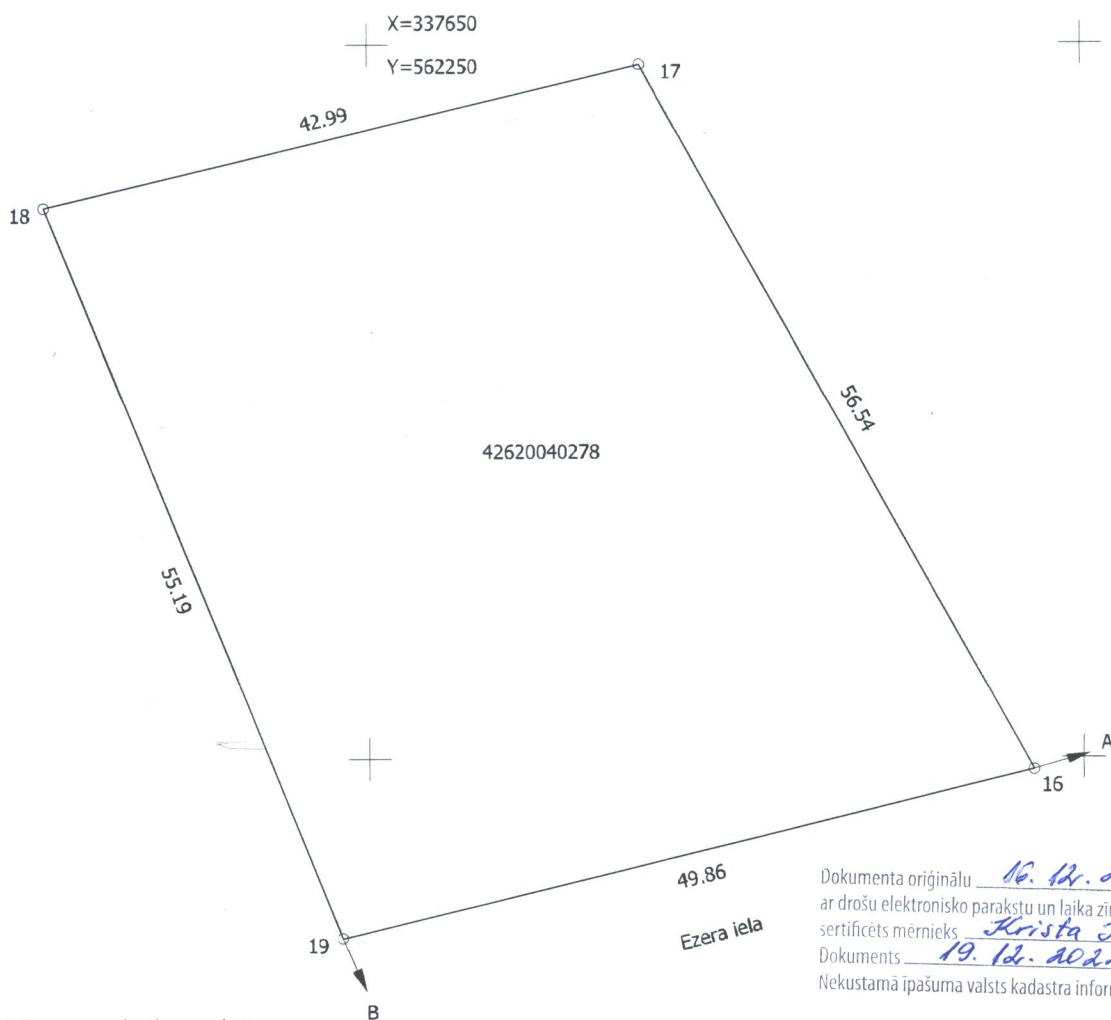 X=337650
Y=562250
17
42.99
18
56.54
42620040278
55.19
A
16
49.86
Dokumenta oriģinālu 16. 12.
ar drošu elektronisko parakstu un laika
Ezera iela
sertificēts mērnieks Krista
19
Dokuments 19. 12. 202
Nekustamā īpašuma valsts kadastra
B